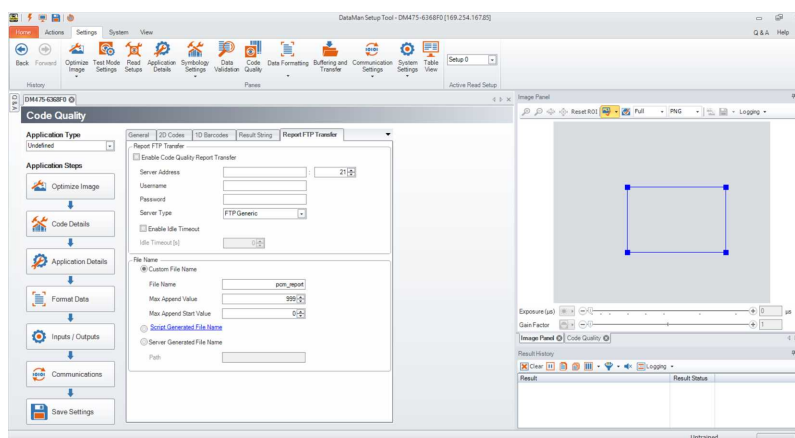 DataMan Setup Tool - DM475-6368F0 [169.254.167.85]
Home Actions Settings System View
Q & A Help
Back Forward Optimize Image Test Mode Settings Read Setups Application Details Symbology Settings Data Validation Code Quality Data Formatting Buffering and Transfer Communication Settings System Settings Table View Setup 0
History Panes Active Read Setup
DM475-6368F0
Image Panel
Code Quality
Reset ROI Full PNG Logging
Application Type
Undefined
General 2D Codes 1D Barcodes Result String Report FTP Transfer
Report FTP Transfer
Enable Code Quality Report Transfer
Application Steps
Server Address : 21
Optimize Image
Username
Password
Server Type FTP Generic
Code Details
Enable Idle Timeout
Idle Timeout [s] 0
Application Details
File Name
Custom File Name
File Name pcm_report
Format Data
Max Append Value 999
Max Append Start Value 0
Exposure (µs) 0 µs
Script Generated File Name
Gain Factor 1
Inputs / Outputs
Server Generated File Name
Image Panel Code Quality
Path
Result History
Communications
Clear Logging
Result Result Status
Save Settings
Untrained